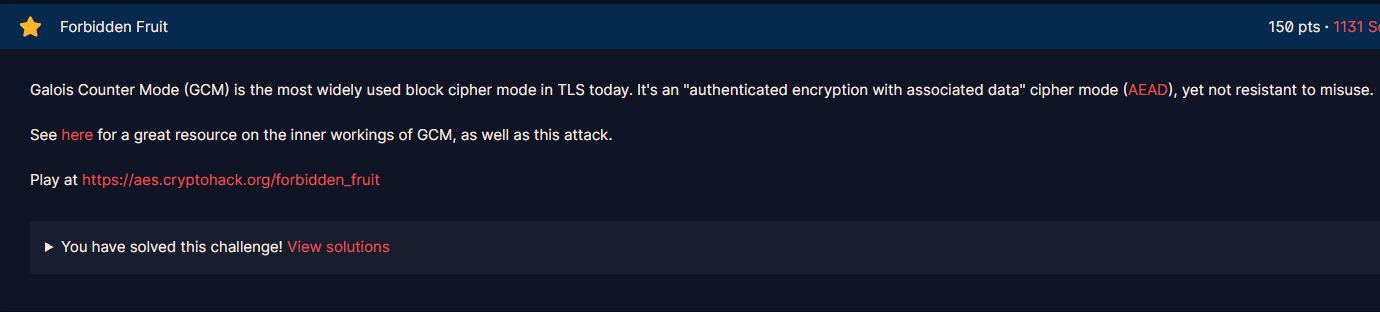 Forbidden Fruit
150 pts · 1131
Galois Counter Mode (GCM) is the most widely used block cipher mode in TLS today. It's an "authenticated encryption with associated data" cipher mode (AEAD), yet not resistant to misuse.
See here for a great resource on the inner workings of GCM, as well as this attack.
Play at https://aes.cryptohack.org/forbidden_fruit
You have solved this challenge! View solutions